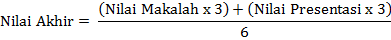 Nilai Akhir = (Nilai Makalah x 3) + (Nilai Presentasi x 3)
6